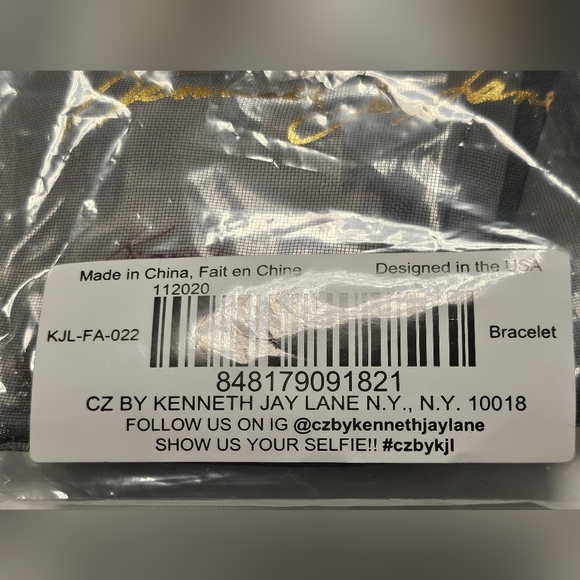 Made in China, Fait en Chine Designed in the USA
112020
KJL-FA-022 Bracelet
848179091821
CZ BY KENNETH JAY LANE N.Y., N.Y. 10018
FOLLOW US ON IG @czbykennethjaylane
SHOW US YOUR SELFIE!! #czbykjl